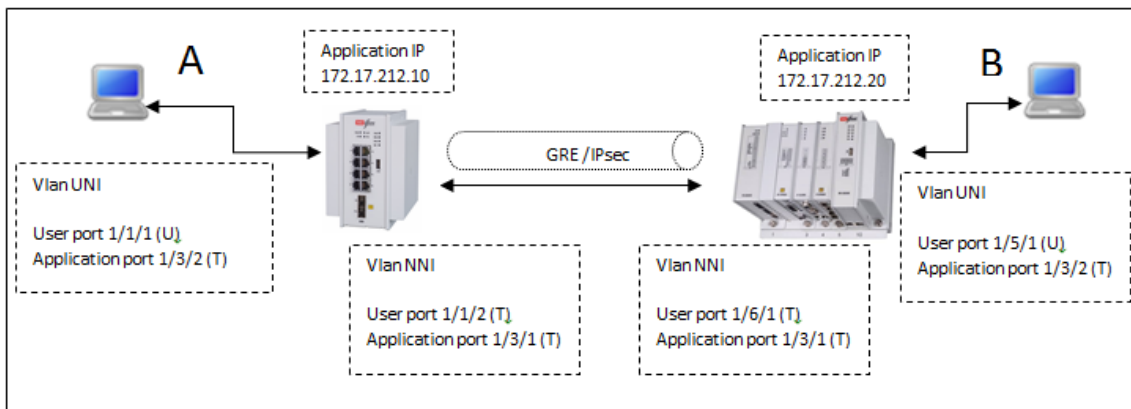 A
Application IP
172.17.212.10
Application IP
172.17.212.20
B
GRE /IPsec
Vlan UNI
User port 1/1/1 (U)
Application port 1/3/2 (T)
Vlan NNI
User port 1/1/2 (T)
Application port 1/3/1 (T)
Vlan NNI
User port 1/6/1 (T)
Application port 1/3/1 (T)
Vlan UNI
User port 1/5/1 (U)
Application port 1/3/2 (T)